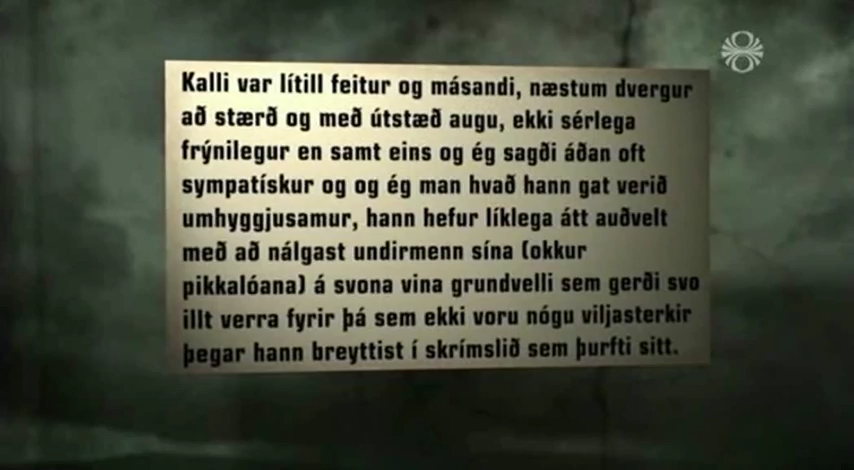 Kalli var lítill feitur og másandi, næstum dvergur
að stærð og með útstæð augu, ekki sérlega
frýnilegur en samt eins og ég sagði áðan oft
sympatískur og og ég man hvað hann gat verið
umhyggjusamur, hann hefur líklega átt auðvelt
með að nálgast undirmenn sína (okkur
pikkalóana) á svona vina grundvelli sem gerði svo
illt verra fyrir þá sem ekki voru nógu viljasterkir
þegar hann breyttist í skrímslið sem þurfti sitt.